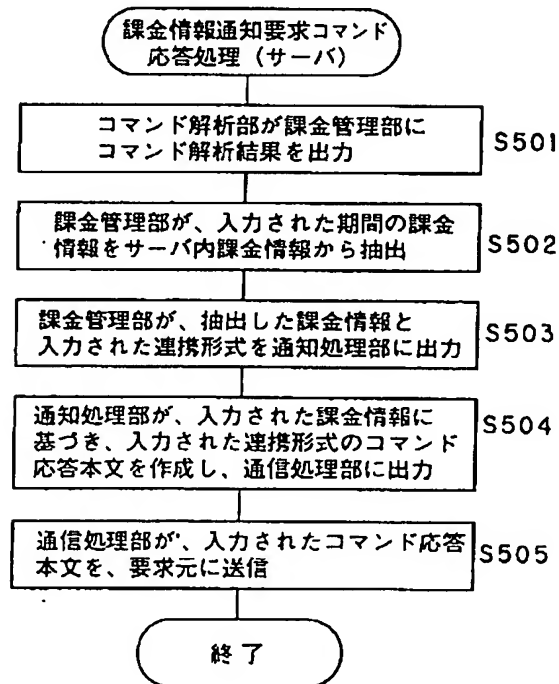 課金情報通知要求コマンド
応答処理（サーバ）
コマンド解析部が課金管理部に
コマンド解析結果を出力
S501
課金管理部が、入力された期間の課金
情報をサーバ内課金情報から抽出
S502
課金管理部が、抽出した課金情報と
入力された連携形式を通知処理部に出力
S503
通知処理部が、入力された課金情報に
基づき、入力された連携形式のコマンド
応答本文を作成し、通信処理部に出力
S504
通信処理部が、入力されたコマンド応答
本文を、要求元に送信
S505
終了